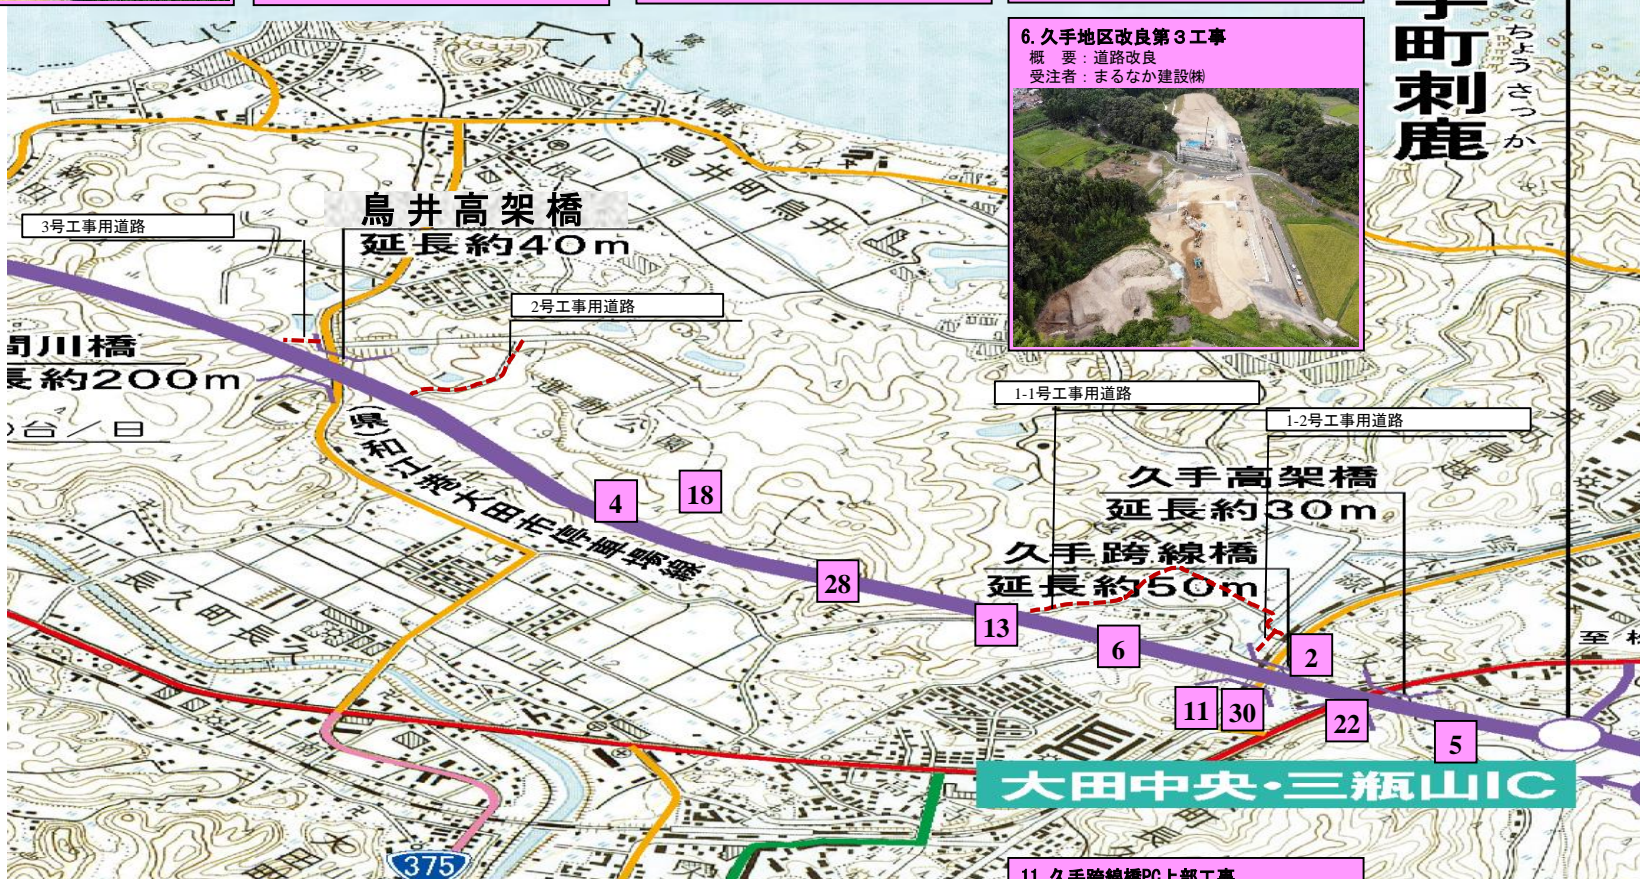 6. 久手地区改良第３工事
概　要：道路改良
受注者：まるなか建設㈱
手町刺鹿
ちょうさっか
3号工事用道路
鳥井高架橋
延長約40m
鳥井町鳥井
2号工事用道路
川橋
長約200m
台／日
運動公園
1-1号工事用道路
1-2号工事用道路
(県)和江港大田市停車場線
久手高架橋
延長約30m
久手跨線橋
延長約50m
4
18
28
13
6
2
11
30
22
5
長久町長久
川
至
大田中央・三瓶山IC
375
11. 久手跨線橋PC上部工事